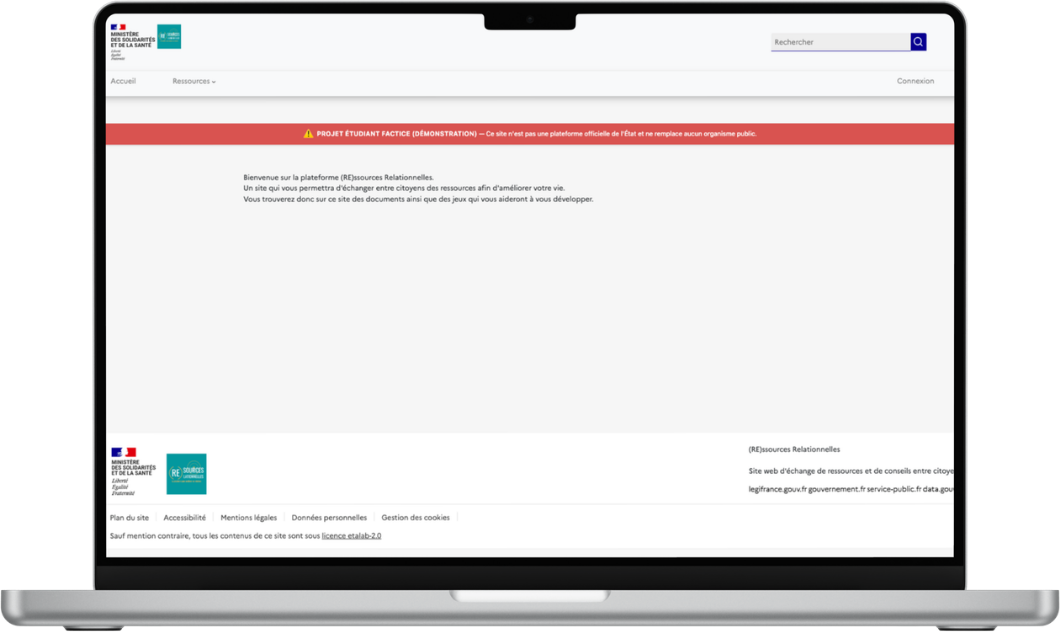 MINISTÈRE
DES SOLIDARITÉS
ET DE LA SANTÉ
Rechercher
Accueil
Ressources
Connexion
PROJET ÉTUDIANT FACTICE (DÉMONSTRATION) — Ce site n'est pas une plateforme officielle de l'État et ne remplace aucun organisme public.
Bienvenue sur la plateforme (RE)ssources Relationnelles.
Un site qui vous permettra d'échanger entre citoyens des ressources afin d'améliorer votre vie.
Vous trouverez donc sur ce site des documents ainsi que des jeux qui vous aideront à vous développer.
MINISTÈRE
DES SOLIDARITÉS
ET DE LA SANTÉ
Liberté
Égalité
Fraternité
(RE) SOURCES
(RE)ssources Relationnelles
Site web d'échange de ressources et de conseils entre citoye
legifrance.gouv.fr gouvernement.fr service-public.fr data.gou
Plan du site
Accessibilité
Mentions légales
Données personnelles
Gestion des cookies
Sauf mention contraire, tous les contenus de ce site sont sous licence etalab-2.0